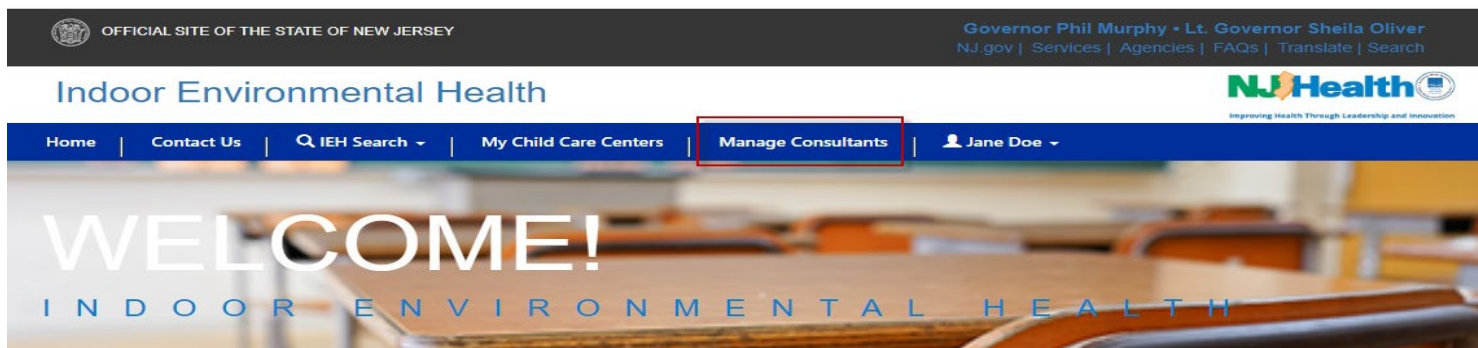 OFFICIAL SITE OF THE STATE OF NEW JERSEY
Governor Phil Murphy • Lt. Governor Sheila Oliver
NJ.gov | Services | Agencies | FAQs | Translate | Search
Indoor Environmental Health
NJHealth
Improving Health Through Leadership and Innovation
Home | Contact Us | IEH Search | My Child Care Centers | Manage Consultants | Jane Doe
WELCOME!
INDOOR ENVIRONMENTAL HEALTH